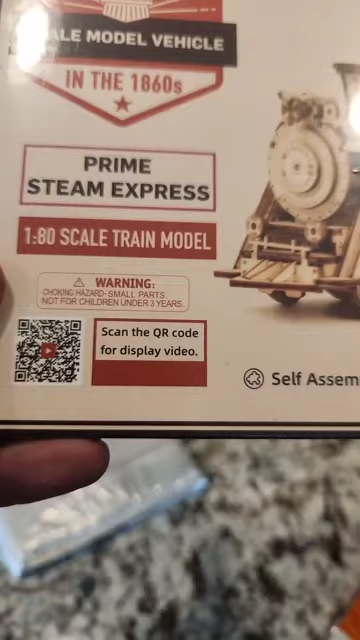 ALE MODEL VEHICLE
IN THE 1860s
PRIME
STEAM EXPRESS
1:80 SCALE TRAIN MODEL
⚠ WARNING:
CHOKING HAZARD- SMALL PARTS
NOT FOR CHILDREN UNDER 3 YEARS.
Scan the QR code
for display video.
Self Assem